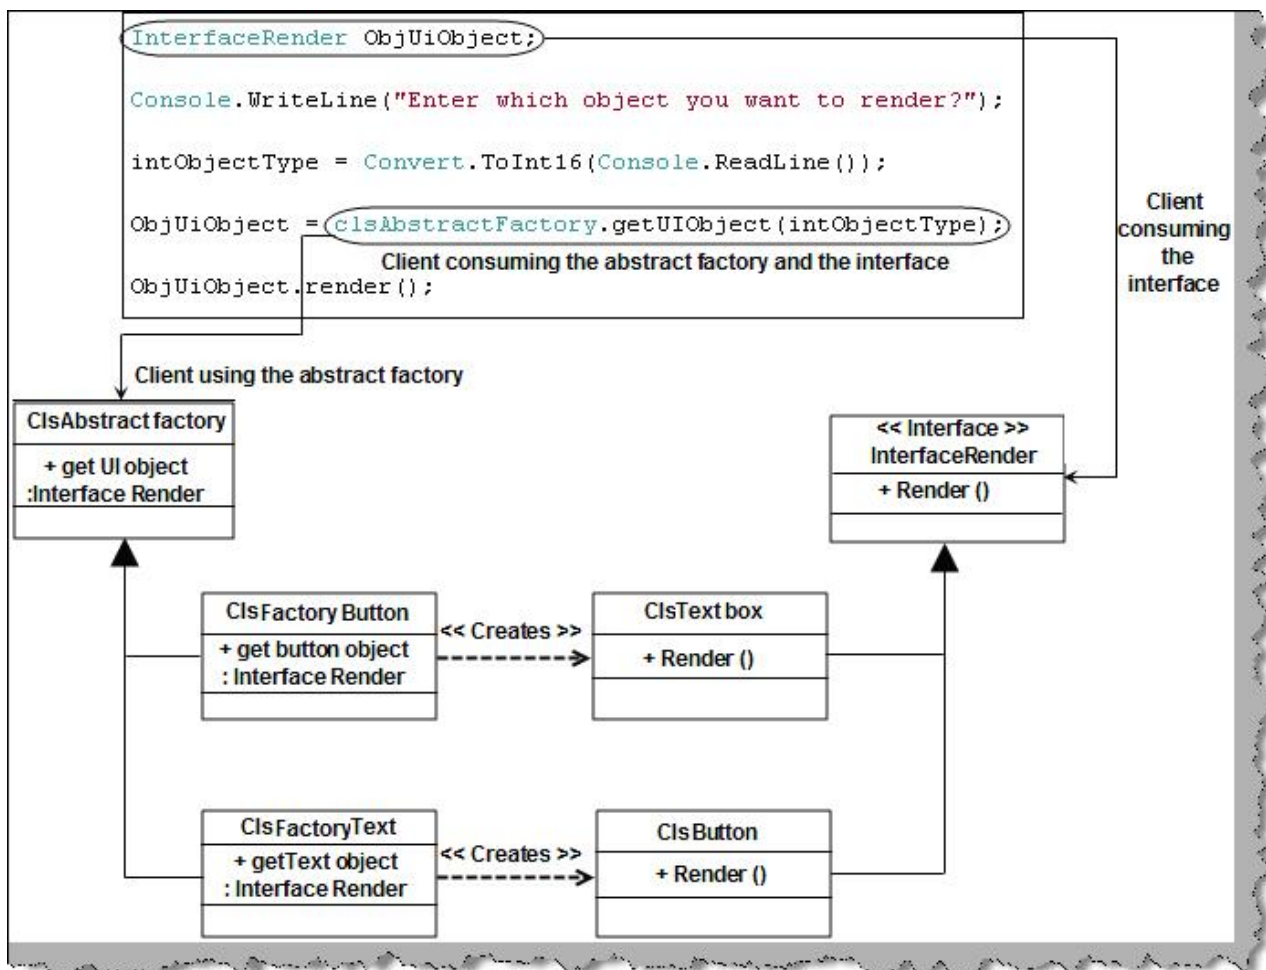 InterfaceRender ObjUiObject;
Console.WriteLine("Enter which object you want to render?");
intObjectType = Convert.ToInt16(Console.ReadLine());
ObjUiObject = clsAbstractFactory.getUIObject(intObjectType);
Client consuming the abstract factory and the interface
ObjUiObject.render();
Client
consuming
the
interface
Client using the abstract factory
ClsAbstract factory
+ get UI object
:Interface Render
<< Interface >>
InterfaceRender
+ Render ()
ClsFactory Button
+ get button object
: Interface Render
<< Creates >>
ClsText box
+ Render ()
ClsFactoryText
+ getText object
: Interface Render
<< Creates >>
ClsButton
+ Render ()